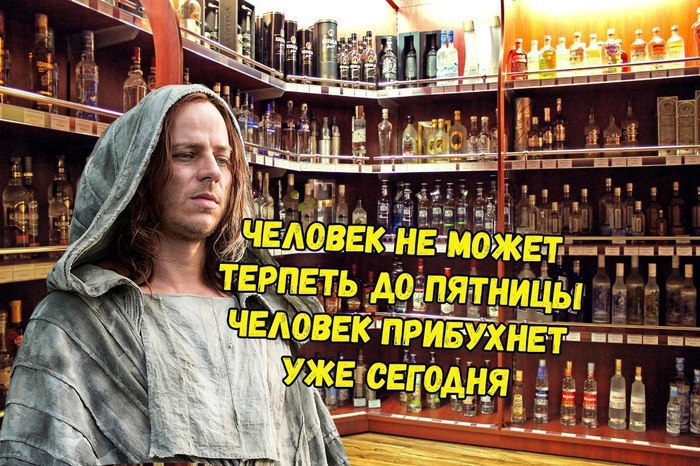 ЧЕЛОВЕК НЕ МОЖЕТ
ТЕРПЕТЬ ДО ПЯТНИЦЫ
ЧЕЛОВЕК ПРИБУХНЕТ
УЖЕ СЕГОДНЯ